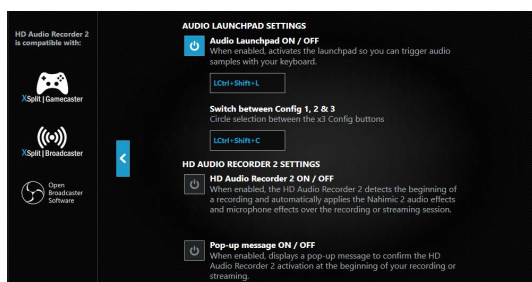 HD Audio Recorder 2
is compatible with:
XSplit | Gamecaster
XSplit | Broadcaster
Open
Broadcaster
Software
AUDIO LAUNCHPAD SETTINGS
Audio Launchpad ON / OFF
When enabled, activates the launchpad so you can trigger audio
samples with your keyboard.
LCtrl+Shift+L
Switch between Config 1, 2 & 3
Circle selection between the x3 Config buttons
LCtrl+Shift+C
HD AUDIO RECORDER 2 SETTINGS
HD Audio Recorder 2 ON / OFF
When enabled, the HD Audio Recorder 2 detects the beginning of
a recording and automatically applies the Nahimic 2 audio effects
and microphone effects over the recording or streaming session.
Pop-up message ON / OFF
When enabled, displays a pop-up message to confirm the HD
Audio Recorder 2 activation at the beginning of your recording or
streaming.